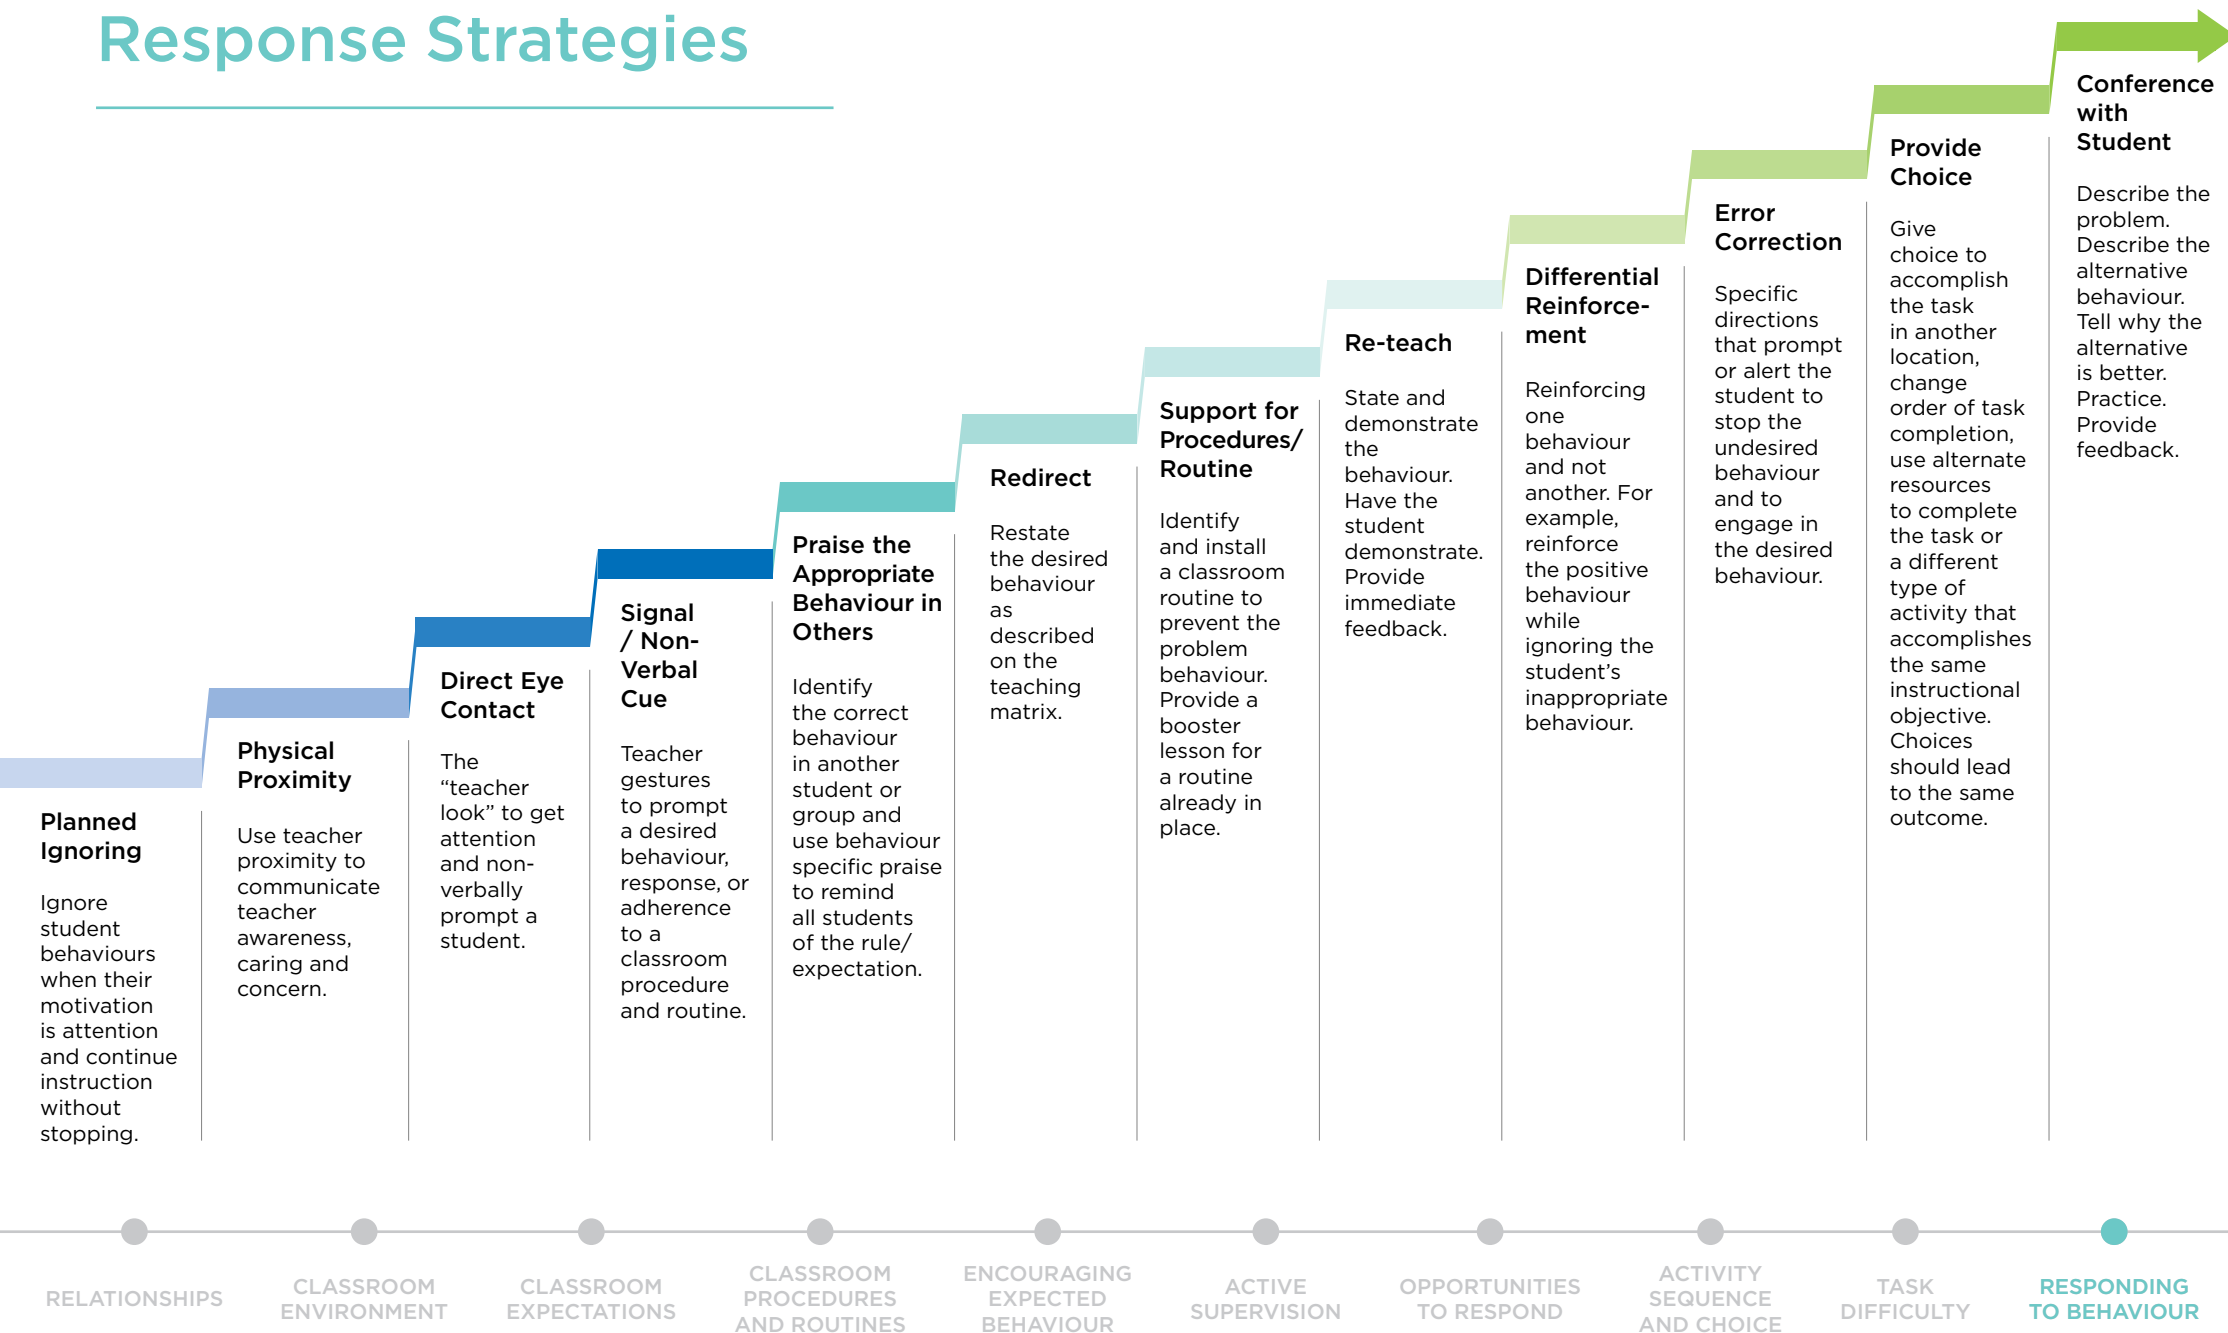 Response Strategies
Planned
Ignoring
Ignore
student
behaviours
when their
motivation
is attention
and continue
instruction
without
stopping.
Physical
Proximity
Use teacher
proximity to
communicate
teacher
awareness,
caring and
concern.
Direct Eye
Contact
The
“teacher
look” to get
attention
and non-
verbally
prompt a
student.
Signal
/ Non-
Verbal
Cue
Teacher
gestures
to prompt
a desired
behaviour,
response, or
adherence
to a
classroom
procedure
and routine.
Praise the
Appropriate
Behaviour in
Others
Identify
the correct
behaviour
in another
student or
group and
use behaviour
specific praise
to remind
all students
of the rule/
expectation.
Redirect
Restate
the desired
behaviour
as
described
on the
teaching
matrix.
Support for
Procedures/
Routine
Identify
and install
a classroom
routine to
prevent the
problem
behaviour.
Provide a
booster
lesson for
a routine
already in
place.
Re-teach
State and
demonstrate
the
behaviour.
Have the
student
demonstrate.
Provide
immediate
feedback.
Differential
Reinforce-
ment
Reinforcing
one
behaviour
and not
another. For
example,
reinforce
the positive
behaviour
while
ignoring the
student’s
inappropriate
behaviour.
Error
Correction
Specific
directions
that prompt
or alert the
student to
stop the
undesired
behaviour
and to
engage in
the desired
behaviour.
Provide
Choice
Give
choice to
accomplish
the task
in another
location,
change
order of task
completion,
use alternate
resources
to complete
the task or
a different
type of
activity that
accomplishes
the same
instructional
objective.
Choices
should lead
to the same
outcome.
Conference
with
Student
Describe the
problem.
Describe the
alternative
behaviour.
Tell why the
alternative
is better.
Practice.
Provide
feedback.
RELATIONSHIPS
CLASSROOM
ENVIRONMENT
CLASSROOM
EXPECTATIONS
CLASSROOM
PROCEDURES
AND ROUTINES
ENCOURAGING
EXPECTED
BEHAVIOUR
ACTIVE
SUPERVISION
OPPORTUNITIES
TO RESPOND
ACTIVITY
SEQUENCE
AND CHOICE
TASK
DIFFICULTY
RESPONDING
TO BEHAVIOUR